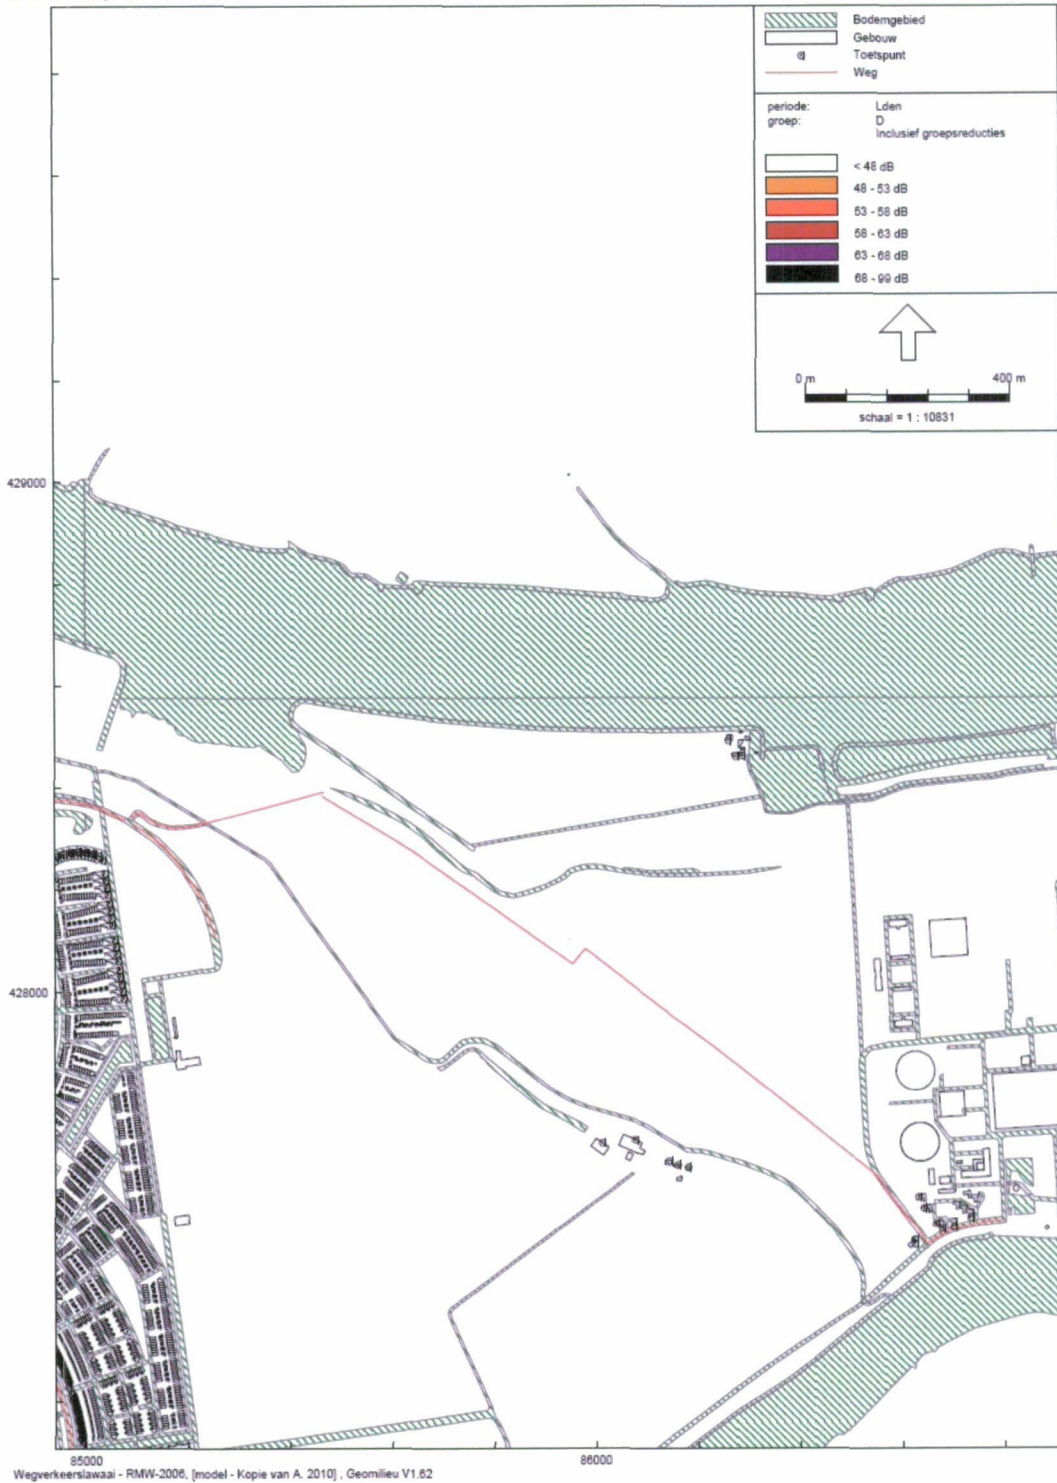 Bodemgebied
Gebouw
Toetspunt
Weg
periode: Lden
groep: D
Inclusief groepsreducties
< 48 dB
48 - 53 dB
53 - 58 dB
58 - 63 dB
63 - 68 dB
68 - 99 dB
0 m 400 m
schaal = 1 : 10831
429000
428000
85000 86000
Wegverkeerslawaai - RMW-2006, [model - Kopie van A. 2010] , Geomilieu V1.62